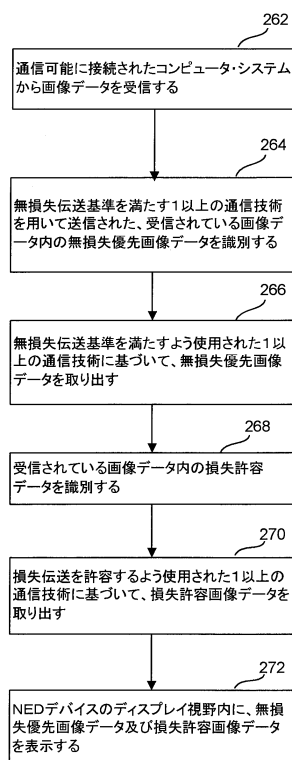 262
通信可能に接続されたコンピュータ・システム
から画像データを受信する
264
無損失伝送基準を満たす1以上の通信技術
を用いて送信された、受信されている画像デー
タ内の無損失優先画像データを識別する
266
無損失伝送基準を満たすよう使用された1以
上の通信技術に基づいて、無損失優先画像
データを取り出す
268
受信されている画像データ内の損失許容
データを識別する
270
損失伝送を許容するよう使用された1以上の
通信技術に基づいて、損失許容画像データを
取り出す
272
NEDデバイスのディスプレイ視野内に、無損
失優先画像データ及び損失許容画像データ
を表示する